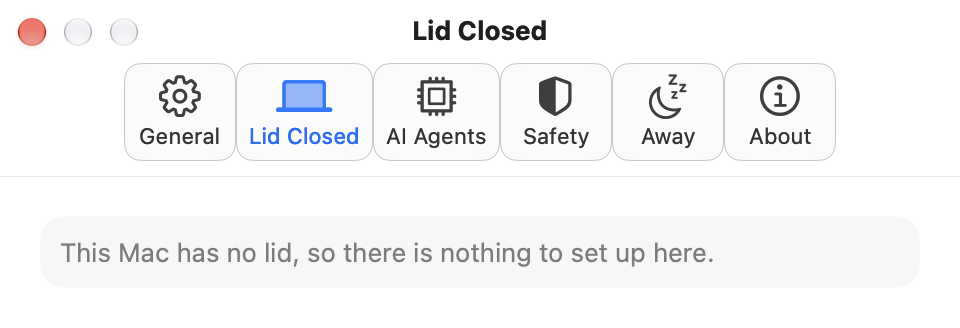 Lid Closed
General
Lid Closed
AI Agents
Safety
Away
About
This Mac has no lid, so there is nothing to set up here.